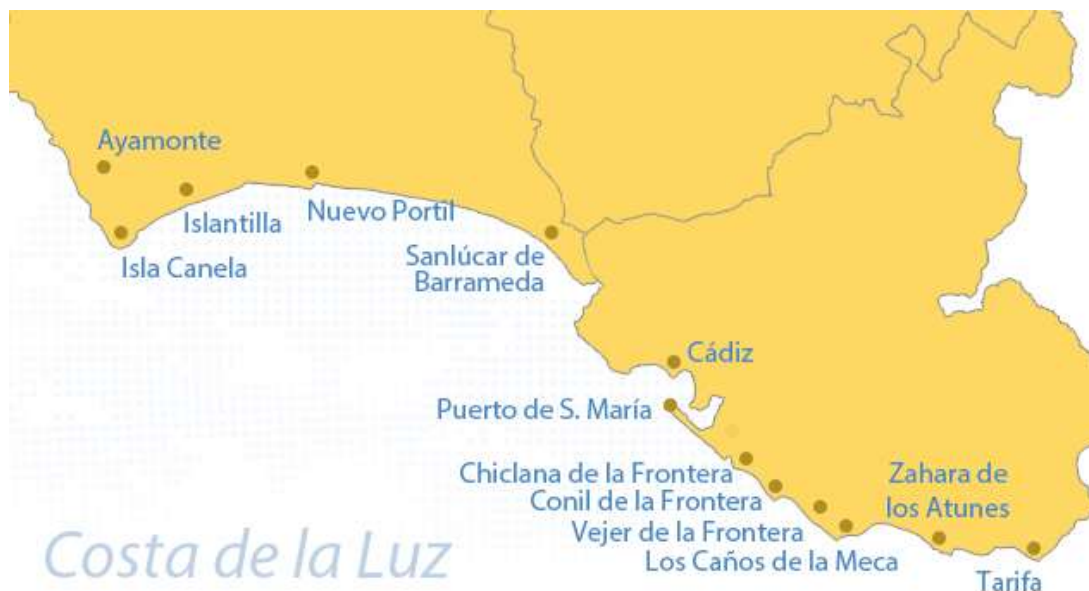 Ayamonte
Islantilla
Nuevo Portil
Isla Canela
Sanlúcar de
Barrameda
Cádiz
Puerto de S. María
Chiclana de la Frontera
Conil de la Frontera
Vejer de la Frontera
Los Caños de la Meca
Zahara de
los Atunes
Tarifa
Costa de la Luz